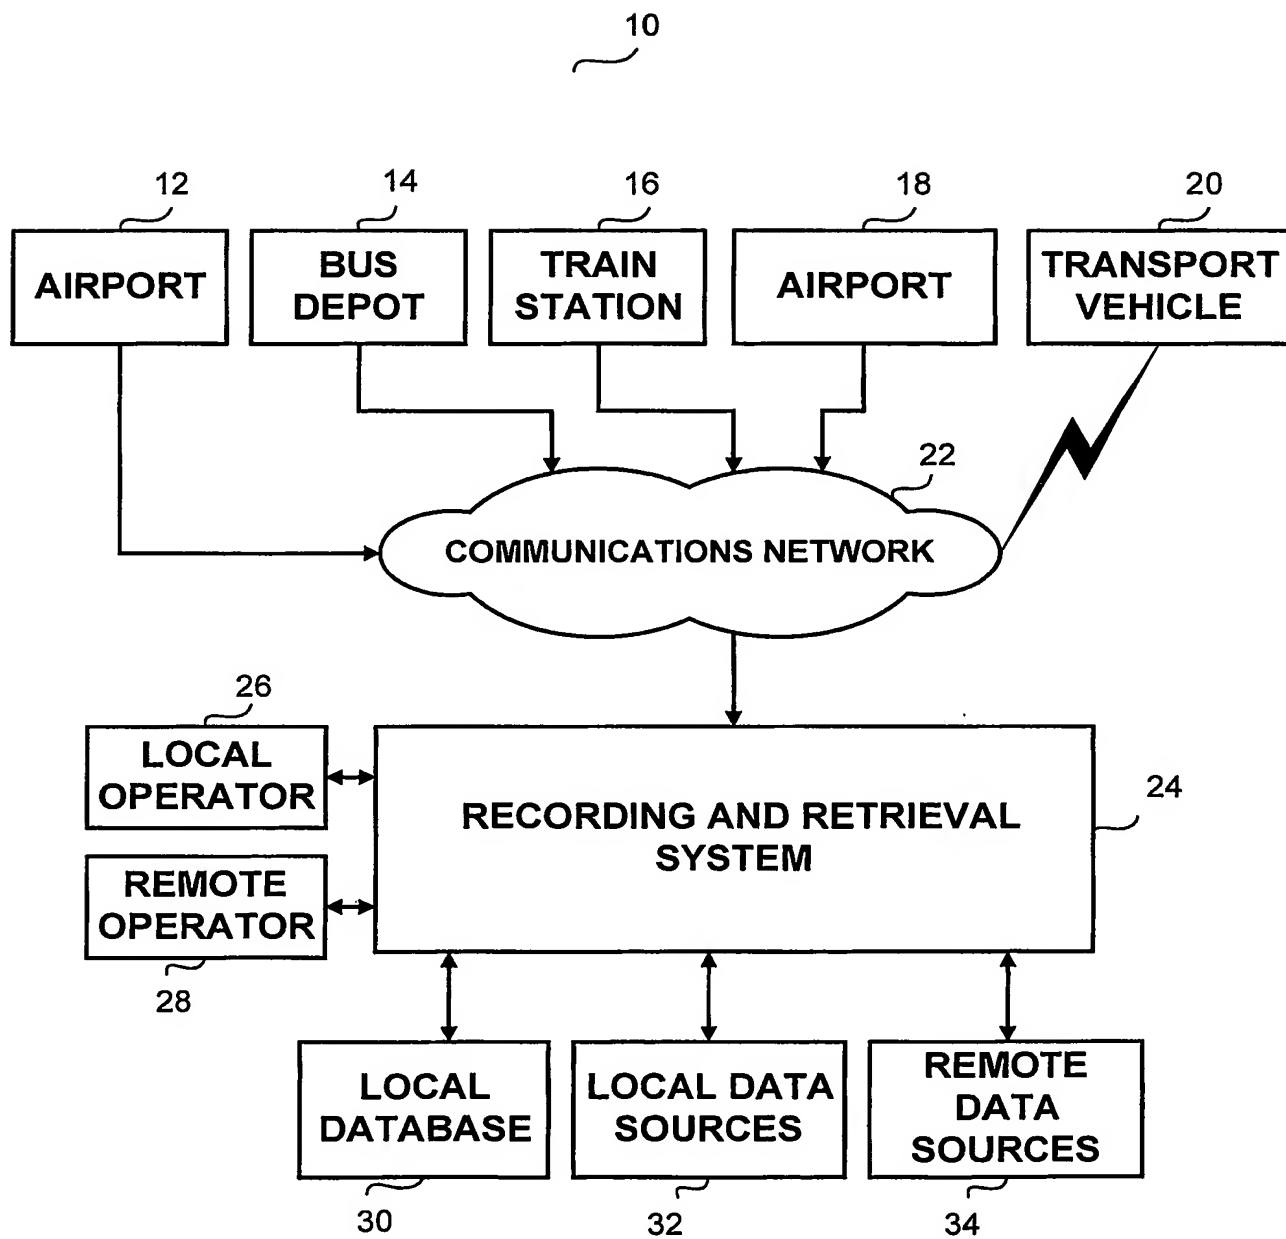 10
12
14
16
18
20
AIRPORT
BUS
DEPOT
TRAIN
STATION
AIRPORT
TRANSPORT
VEHICLE
22
COMMUNICATIONS NETWORK
26
LOCAL
OPERATOR
24
RECORDING AND RETRIEVAL
SYSTEM
REMOTE
OPERATOR
28
LOCAL
DATABASE
LOCAL DATA
SOURCES
REMOTE
DATA
SOURCES
30
32
34